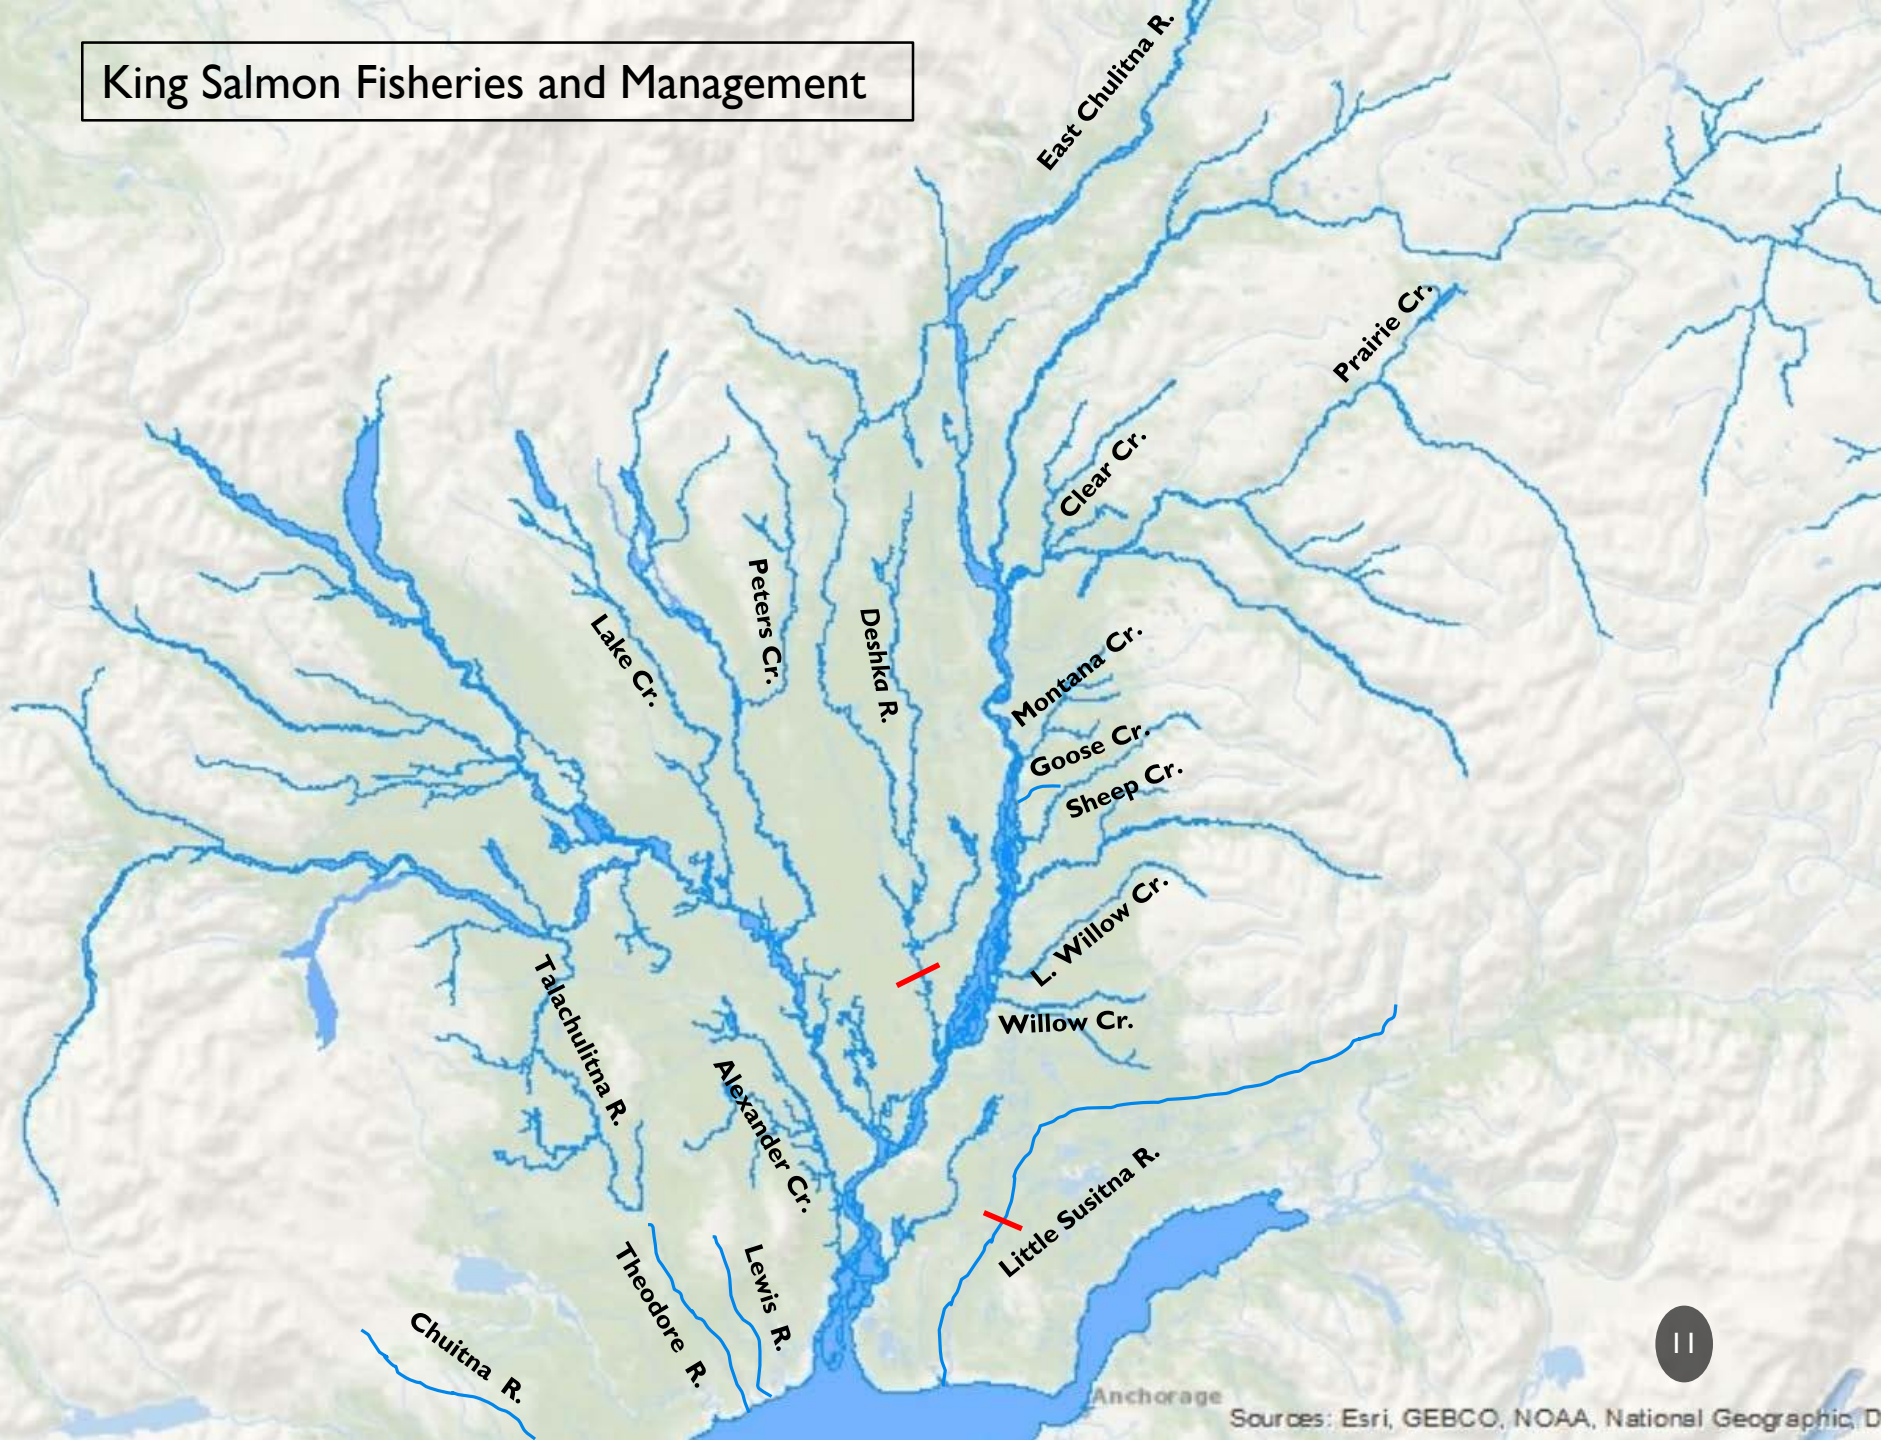 King Salmon Fisheries and Management
East Chulitna R.
Prairie Cr.
Clear Cr.
Peters Cr.
Lake Cr.
Deshka R.
Montana Cr.
Goose Cr.
Sheep Cr.
L. Willow Cr.
Willow Cr.
Talachulitna R.
Alexander Cr.
Little Susitna R.
Theodore R.
Lewis R.
Chuitna R.
11
Anchorage
Sources: Esri, GEBCO, NOAA, National Geographic, D